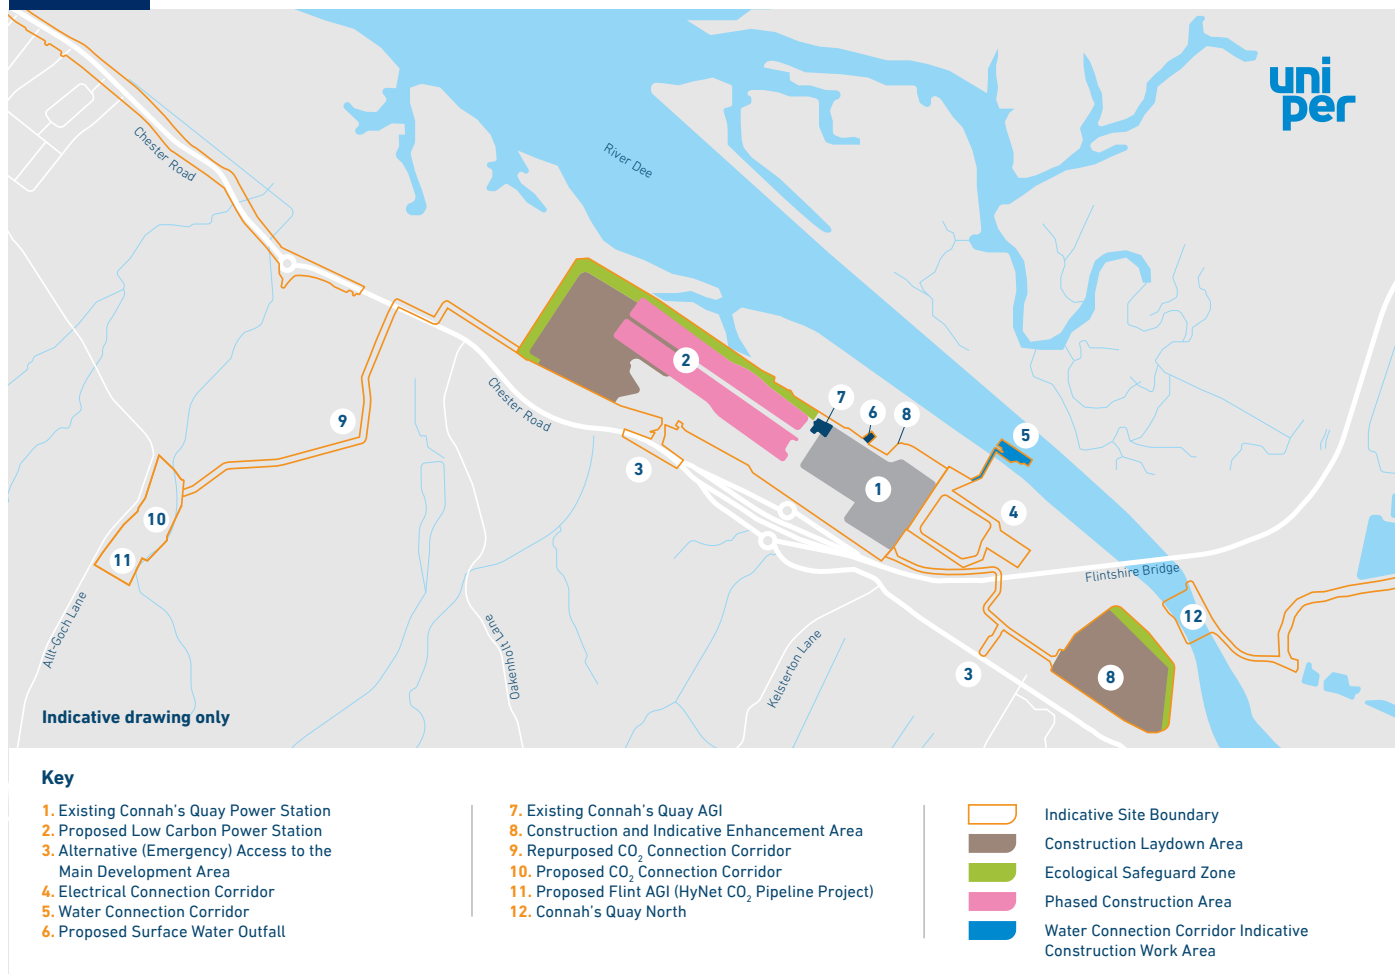 uni
per
Chester Road
River Dee
2
7
6
8
5
9
Chester Road
3
1
4
10
11
Flintshire Bridge
Allt-Goch Lane
Oakenholt Lane
Kelsterton Lane
12
3
8
Indicative drawing only
Key
1. Existing Connah's Quay Power Station
2. Proposed Low Carbon Power Station
3. Alternative (Emergency) Access to the
Main Development Area
4. Electrical Connection Corridor
5. Water Connection Corridor
6. Proposed Surface Water Outfall
7. Existing Connah's Quay AGI
8. Construction and Indicative Enhancement Area
9. Repurposed CO₂ Connection Corridor
10. Proposed CO₂ Connection Corridor
11. Proposed Flint AGI (HyNet CO₂ Pipeline Project)
12. Connah's Quay North
Indicative Site Boundary
Construction Laydown Area
Ecological Safeguard Zone
Phased Construction Area
Water Connection Corridor Indicative
Construction Work Area